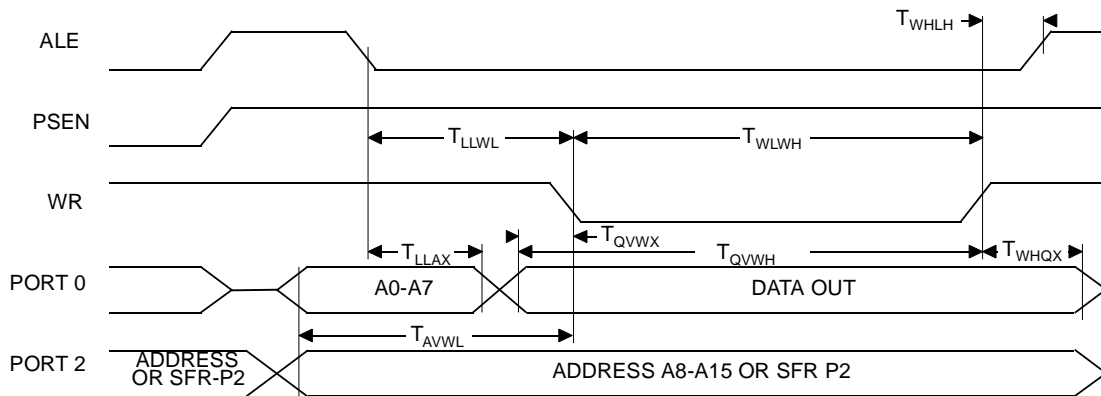 ALE
T_WHLH
PSEN
T_LLWL
T_WLWH
WR
T_QVWX
T_LLAX
T_QVWH
T_WHQX
PORT 0
A0-A7
DATA OUT
T_AVWL
PORT 2
ADDRESS
OR SFR-P2
ADDRESS A8-A15 OR SFR P2